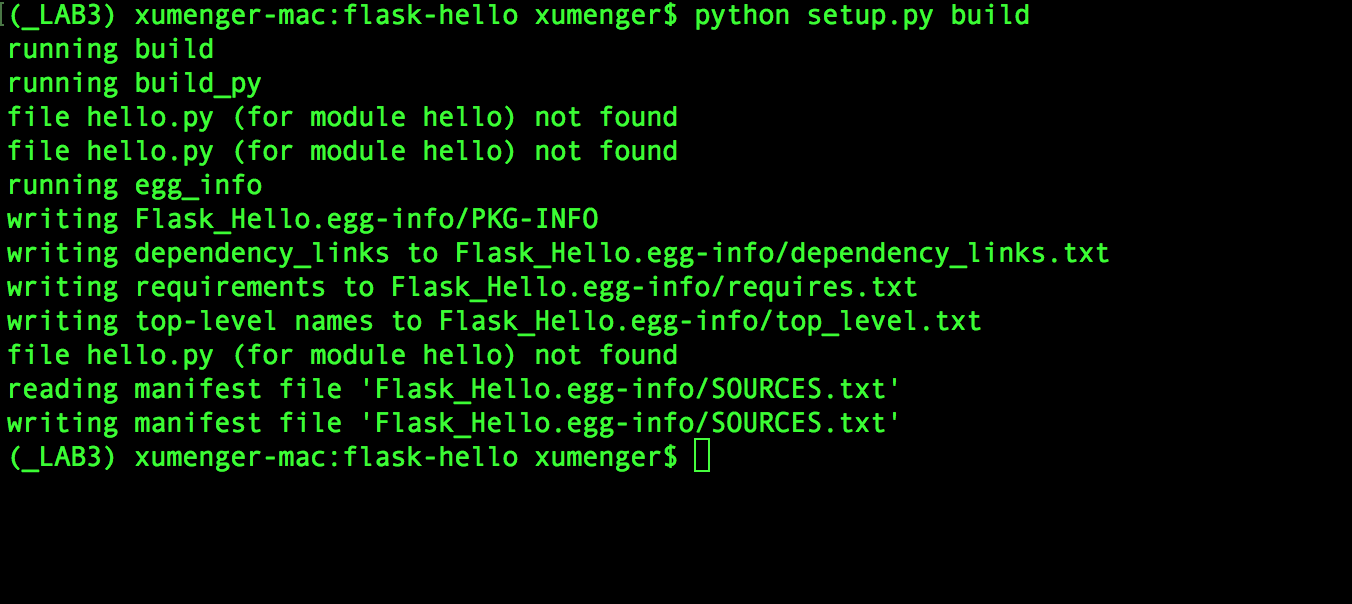 (_LAB3) xumenger-mac:flask-hello xumenger$ python setup.py build
running build
running build_py
file hello.py (for module hello) not found
file hello.py (for module hello) not found
running egg_info
writing Flask_Hello.egg-info/PKG-INFO
writing dependency_links to Flask_Hello.egg-info/dependency_links.txt
writing requirements to Flask_Hello.egg-info/requires.txt
writing top-level names to Flask_Hello.egg-info/top_level.txt
file hello.py (for module hello) not found
reading manifest file 'Flask_Hello.egg-info/SOURCES.txt'
writing manifest file 'Flask_Hello.egg-info/SOURCES.txt'
(_LAB3) xumenger-mac:flask-hello xumenger$